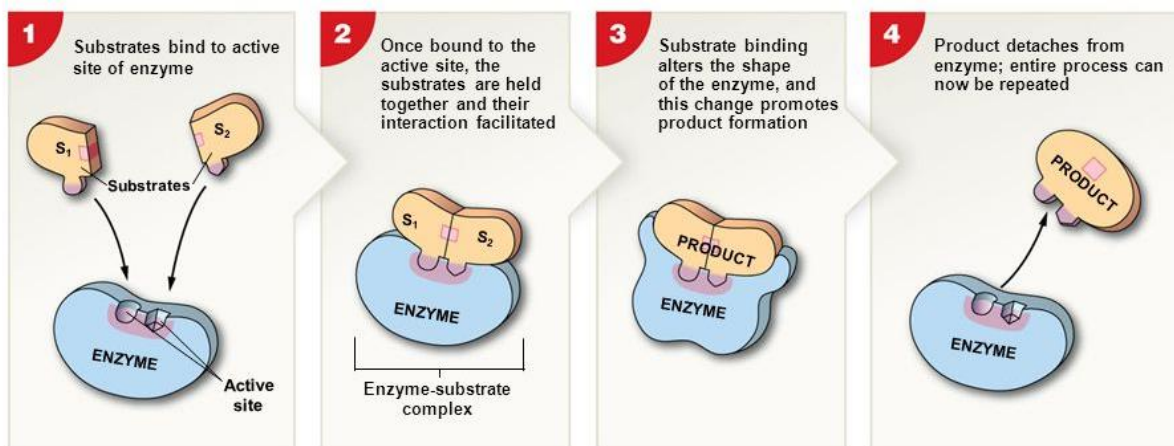 1
Substrates bind to active
site of enzyme
S1
S2
Substrates
ENZYME
Active
site
2
Once bound to the
active site, the
substrates are held
together and their
interaction facilitated
S1
S2
ENZYME
Enzyme-substrate
complex
3
Substrate binding
alters the shape
of the enzyme, and
this change promotes
product formation
PRODUCT
ENZYME
4
Product detaches from
enzyme; entire process can
now be repeated
PRODUCT
ENZYME